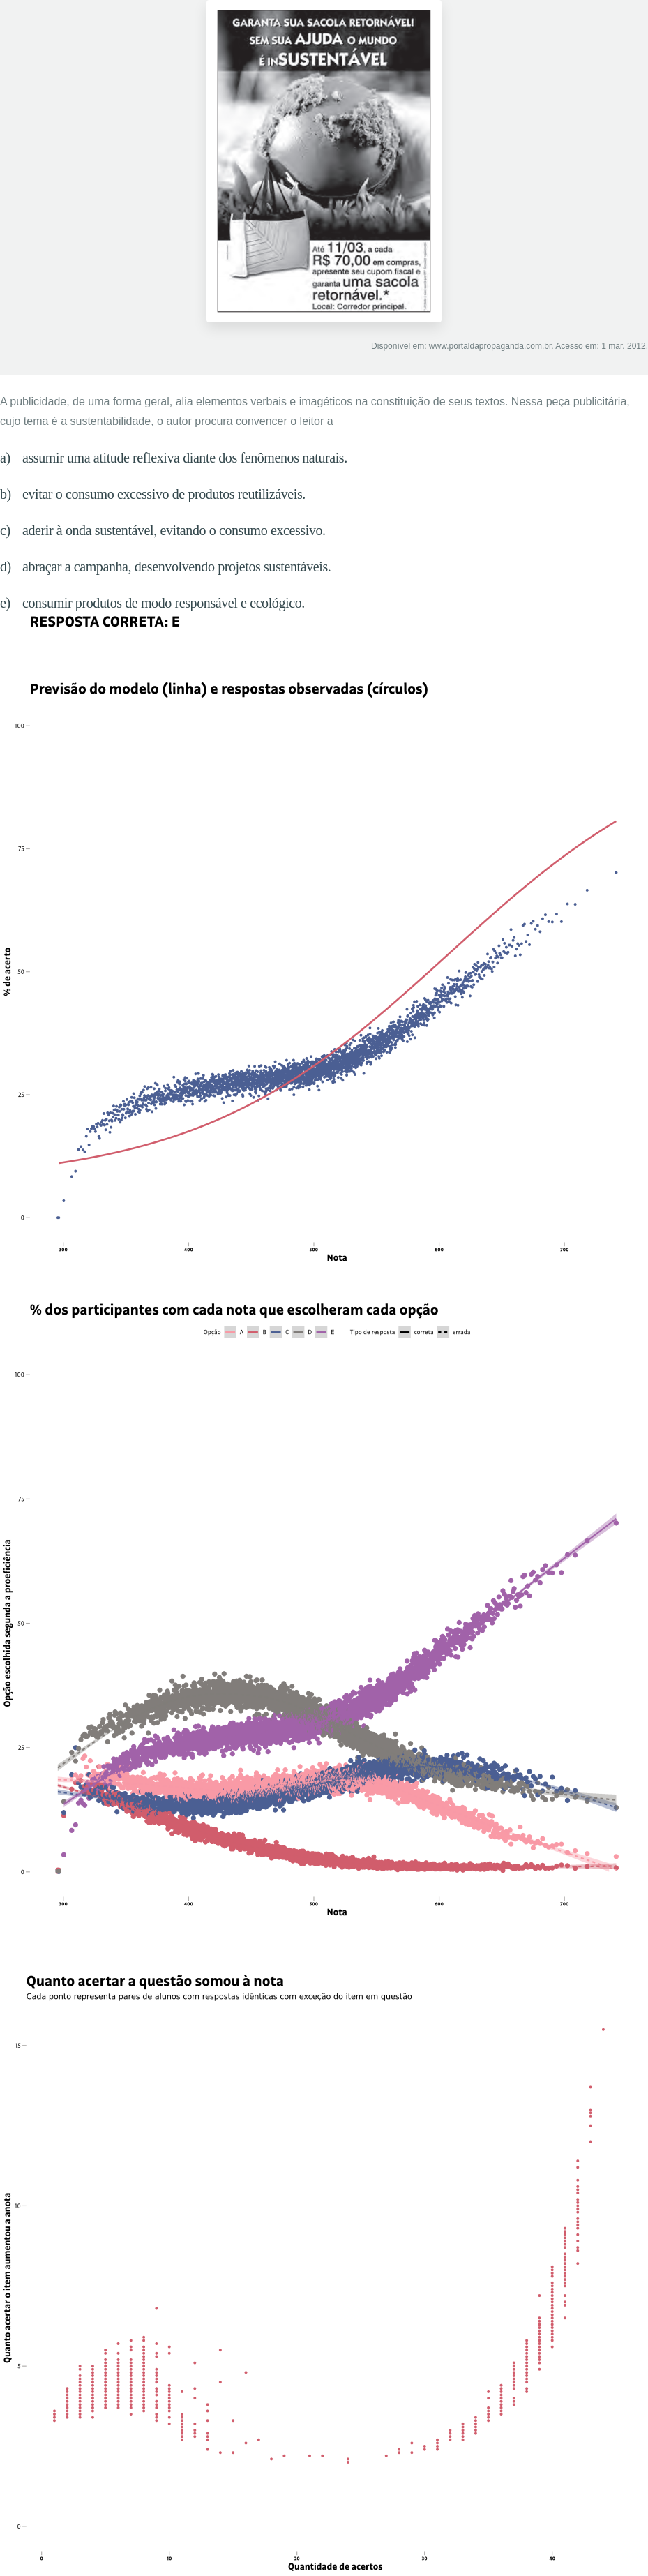 GARANTA SUA SACOLA RETORNÁVEL!
SEM SUA AJUDA O MUNDO
É INSUSTENTÁVEL
Até 11/03, a cada
R$ 70,00 em compras,
apresente seu cupom fiscal e
garanta uma sacola
retornável.*
Local: Corredor principal.
Disponível em: www.portaldapropaganda.com.br. Acesso em: 1 mar. 2012.
A publicidade, de uma forma geral, alia elementos verbais e imagéticos na constituição de seus textos. Nessa peça publicitária,
cujo tema é a sustentabilidade, o autor procura convencer o leitor a
a) assumir uma atitude reflexiva diante dos fenômenos naturais.
b) evitar o consumo excessivo de produtos reutilizáveis.
c) aderir à onda sustentável, evitando o consumo excessivo.
d) abraçar a campanha, desenvolvendo projetos sustentáveis.
e) consumir produtos de modo responsável e ecológico.
RESPOSTA CORRETA: E
Previsão do modelo (linha) e respostas observadas (círculos)
100
75
50
25
0
% de acerto
300 400 500 600 700
Nota
% dos participantes com cada nota que escolheram cada opção
Opção A B C D E Tipo de resposta correta errada
100
75
50
25
0
Opção escolhida segunda a proeficiência
300 400 500 600 700
Nota
Quanto acertar a questão somou à nota
Cada ponto representa pares de alunos com respostas idênticas com exceção do item em questão
15
10
5
0
Quanto acertar o item aumentou a anota
0 10 20 30 40
Quantidade de acertos